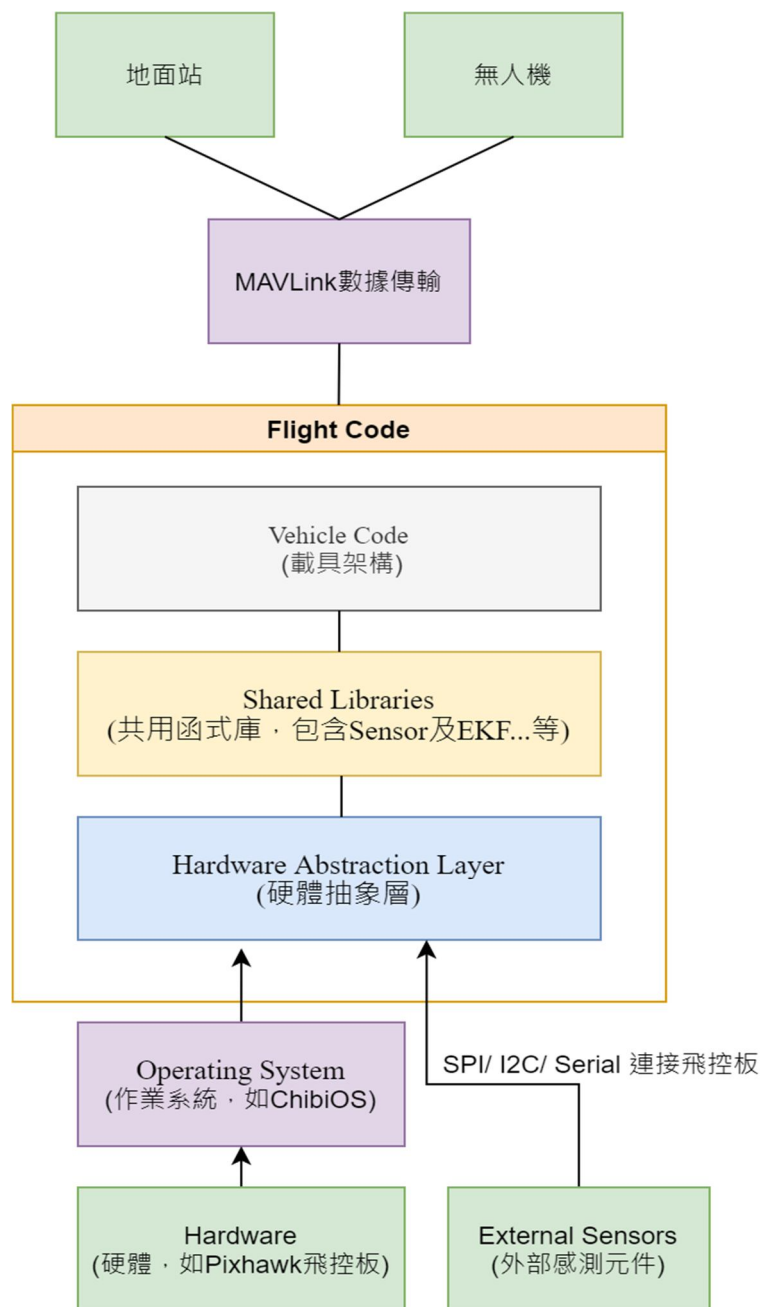 地面站
無人機
MAVLink數據傳輸
Flight Code
Vehicle Code
(載具架構)
Shared Libraries
(共用函式庫，包含Sensor及EKF...等)
Hardware Abstraction Layer
(硬體抽象層)
Operating System
(作業系統，如ChibiOS)
SPI/ I2C/ Serial 連接飛控板
Hardware
(硬體，如Pixhawk飛控板)
External Sensors
(外部感測元件)